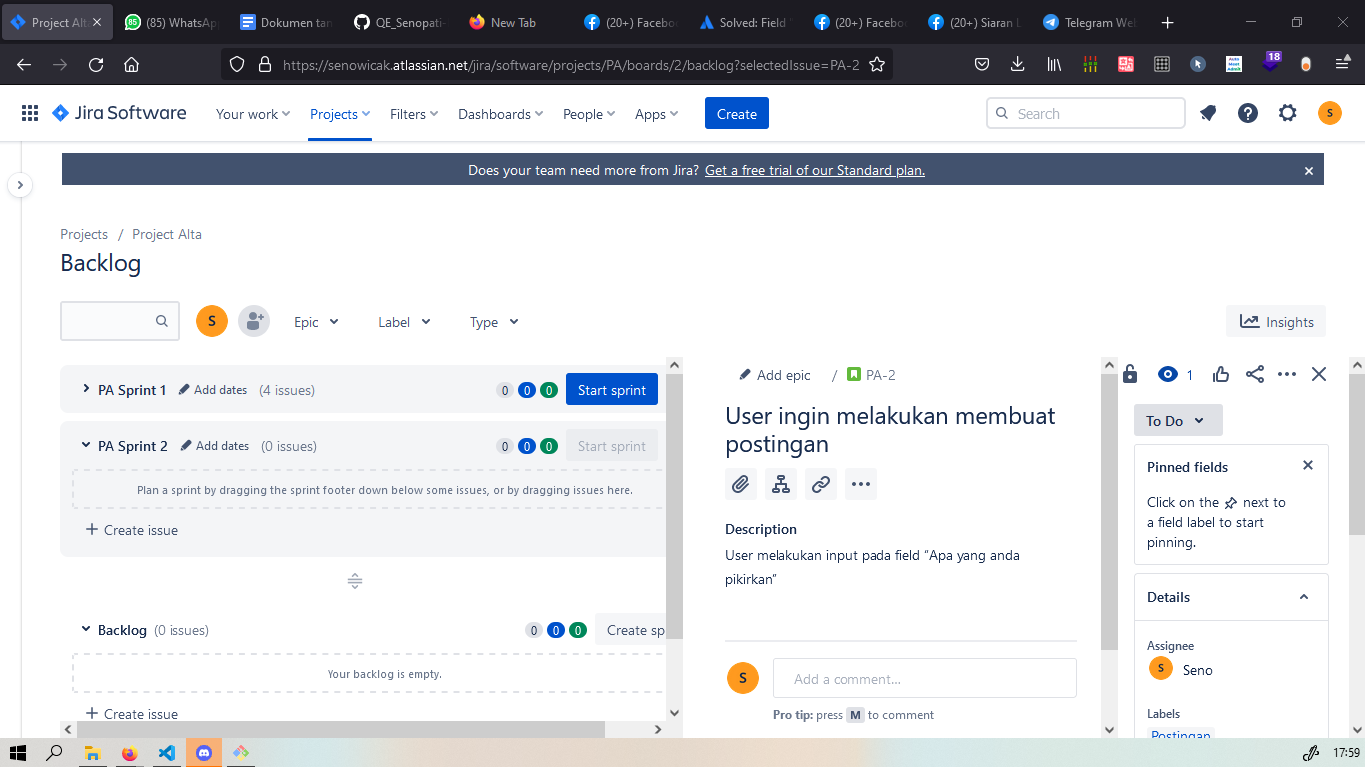 Project Alta
(85) WhatsApp
Dokumen tan
QE_Senopati-
New Tab
(20+) Facebo
Solved: Field "
(20+) Facebo
(20+) Siaran L
Telegram Web
https://senowicak.atlassian.net/jira/software/projects/PA/boards/2/backlog?selectedIssue=PA-2
18
Jira Software
Your work
Projects
Filters
Dashboards
People
Apps
Create
Search
S
Does your team need more from Jira? Get a free trial of our Standard plan.
Projects / Project Alta
Backlog
S
Epic
Label
Type
Insights
PA Sprint 1 Add dates (4 issues)
0 0 0 Start sprint
PA Sprint 2 Add dates (0 issues)
0 0 0 Start sprint
Plan a sprint by dragging the sprint footer down below some issues, or by dragging issues here.
+ Create issue
Backlog (0 issues)
0 0 0 Create sp
Your backlog is empty.
+ Create issue
Add epic / PA-2
User ingin melakukan membuat
postingan
Description
User melakukan input pada field “Apa yang anda
pikirkan”
S
Add a comment...
Pro tip: press M to comment
1
To Do
Pinned fields
Click on the next to
a field label to start
pinning.
Details
Assignee
S Seno
Labels
Postingan
17:59